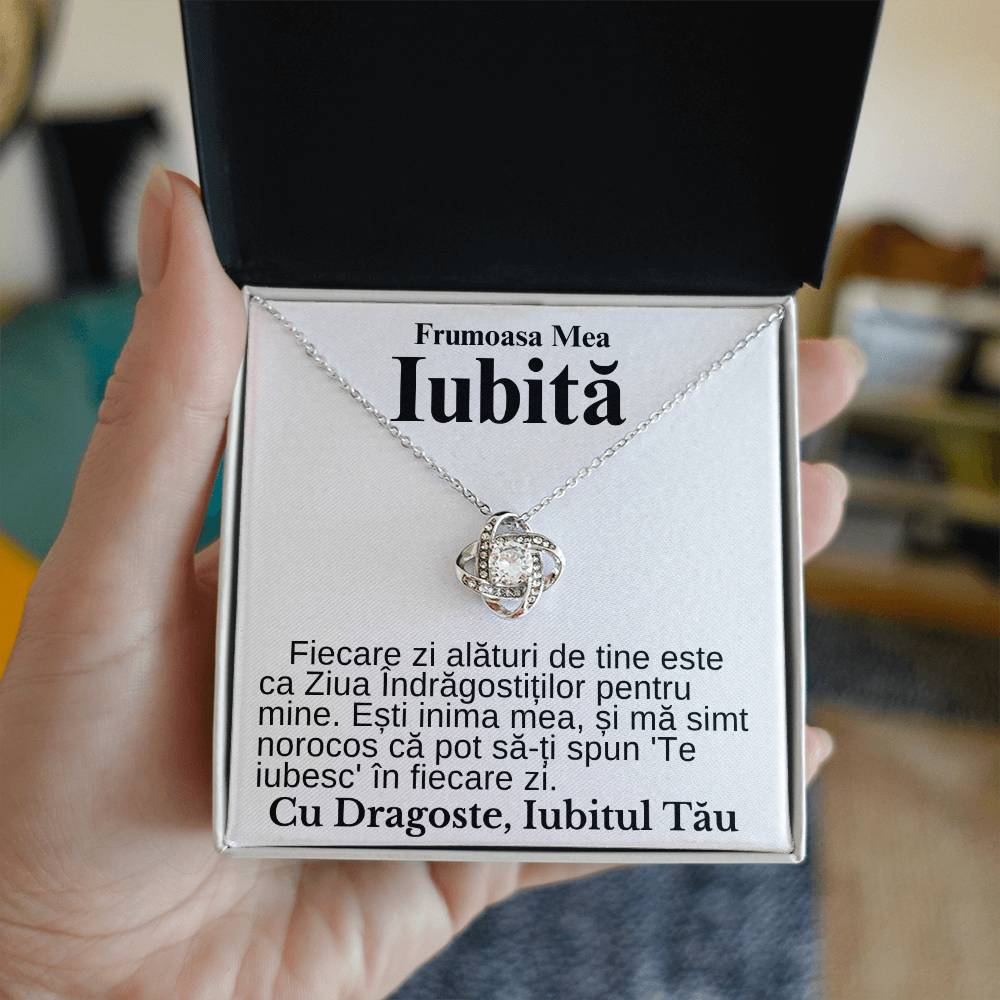 Frumoasa Mea
Iubită
Fiecare zi alături de tine este
ca Ziua Îndrăgostiților pentru
mine. Ești inima mea, și mă simt
norocos că pot să-ți spun 'Te
iubesc' în fiecare zi.
Cu Dragoste, Iubitul Tău